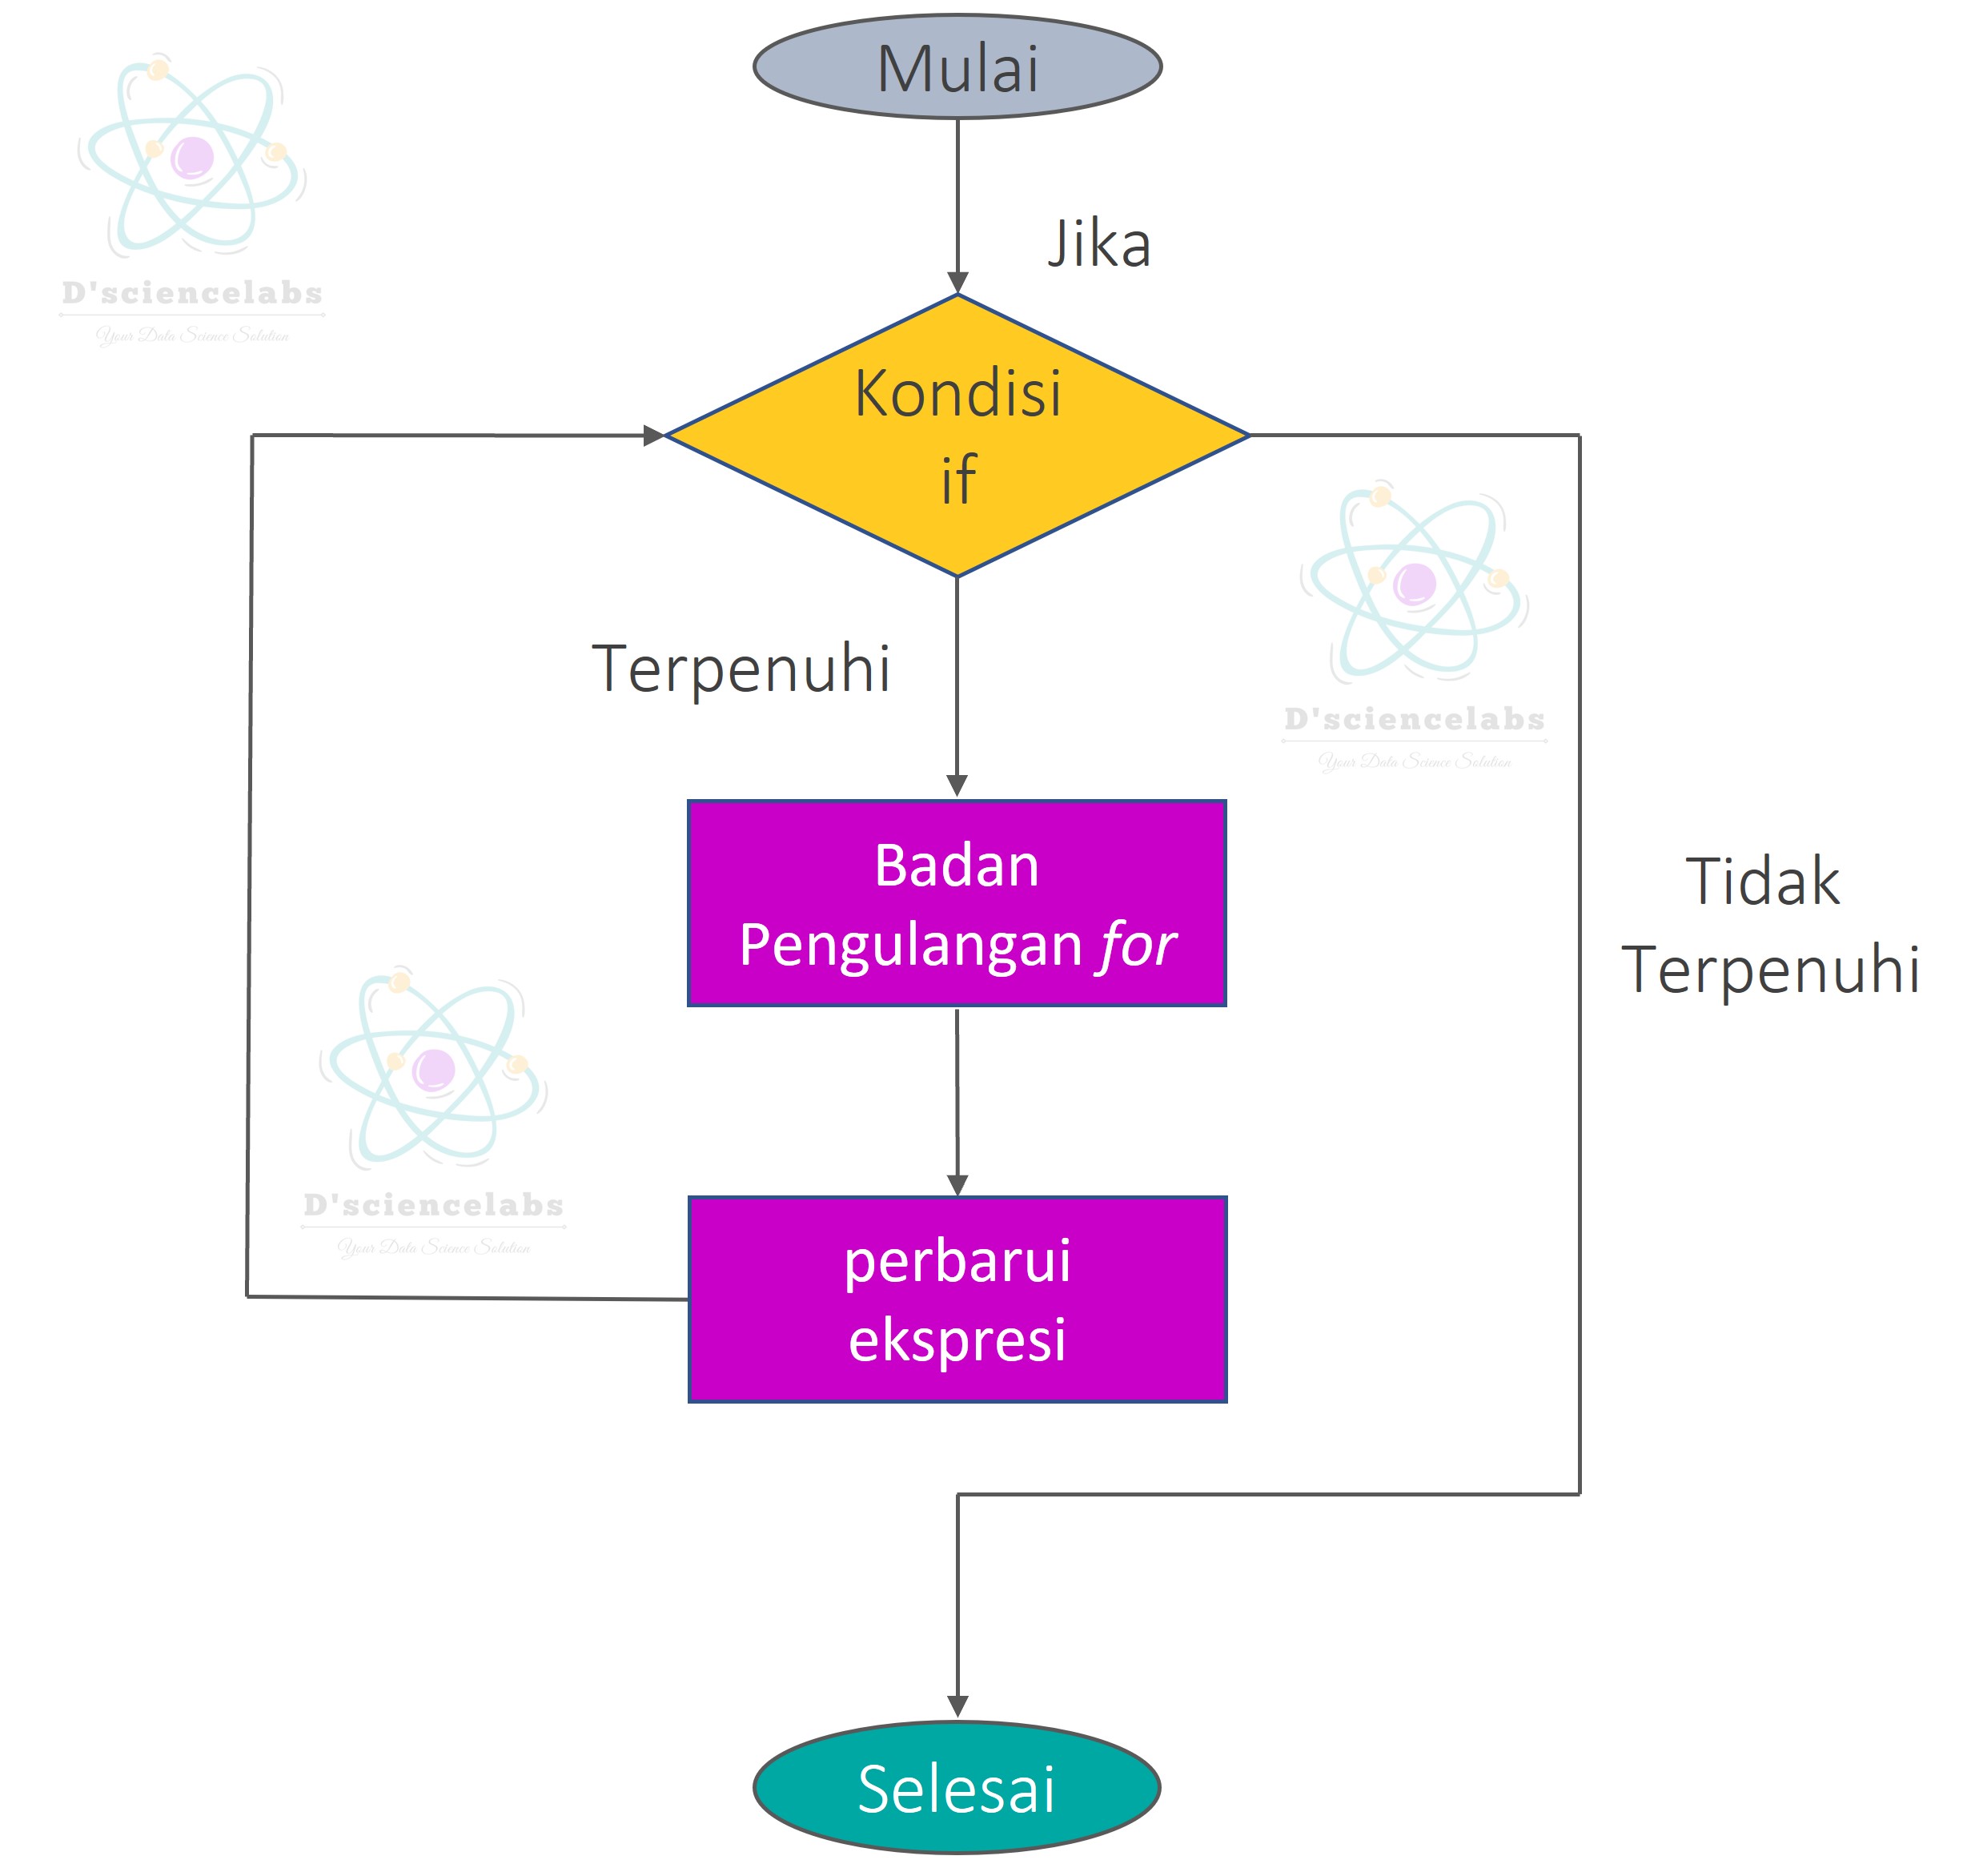 Mulai
D'sciencelabs
Your Data Science Solution
Jika
Kondisi
if
Terpenuhi
D'sciencelabs
Your Data Science Solution
Badan
Pengulangan for
Tidak
Terpenuhi
D'sciencelabs
Your Data Science Solution
perbarui
ekspresi
Selesai